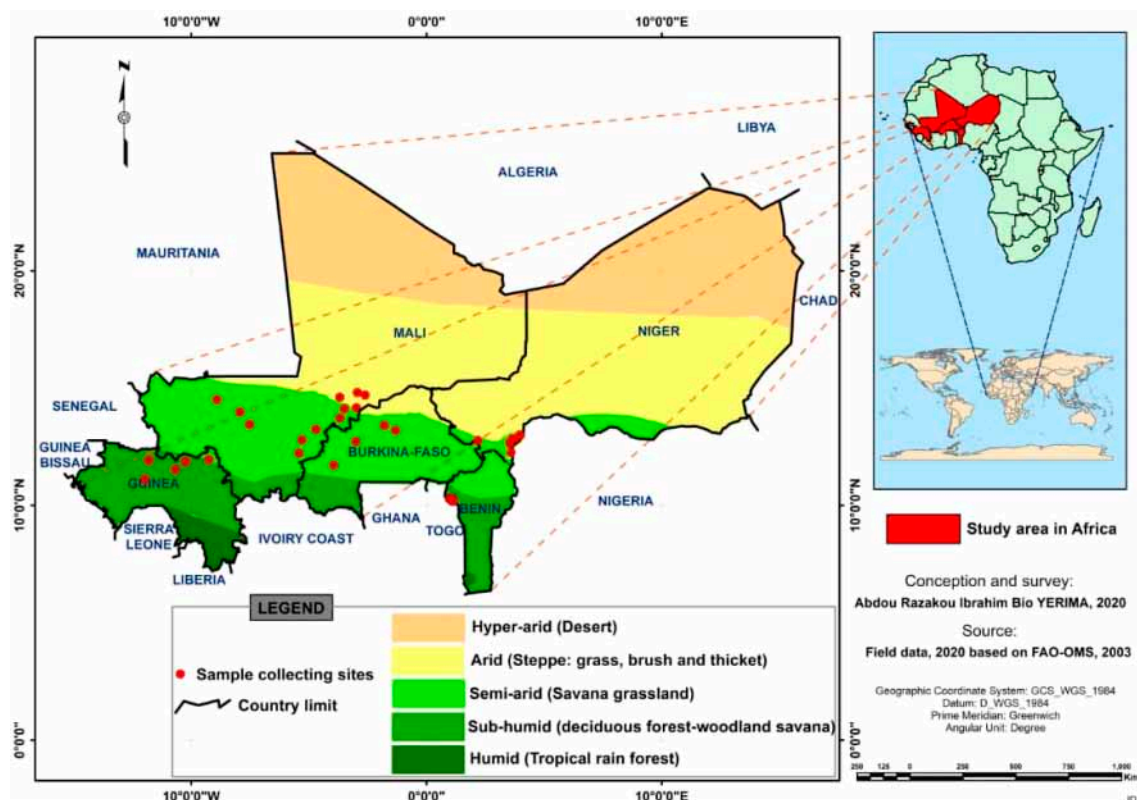 10°0'0"W
0°0'0"
10°0'0"E
N
LIBYA
ALGERIA
MAURITANIA
20°0'0"N
20°0'0"N
CHAD
MALI
NIGER
SENEGAL
GUINEA
BISSAU
BURKINA-FASO
GUINEA
NIGERIA
BENIN
10°0'0"N
10°0'0"N
GHANA
TOGO
SIERRA
LEONE
IVOIRY COAST
LIBERIA
LEGEND
Sample collecting sites
Country limit
Hyper-arid (Desert)
Arid (Steppe: grass, brush and thicket)
Semi-arid (Savana grassland)
Sub-humid (deciduous forest-woodland savana)
Humid (Tropical rain forest)
0°0'0"
0°0'0"
10°0'0"W
0°0'0"
10°0'0"E
Study area in Africa
Conception and survey:
Abdou Razakou Ibrahim Bio YERIMA, 2020
Source:
Field data, 2020 based on FAO-OMS, 2003
Geographic Coordinate System: GCS_WGS_1984
Datum: D_WGS_1984
Prime Meridian: Greenwich
Angular Unit: Degree
250 125 0 250 500 750 1,000